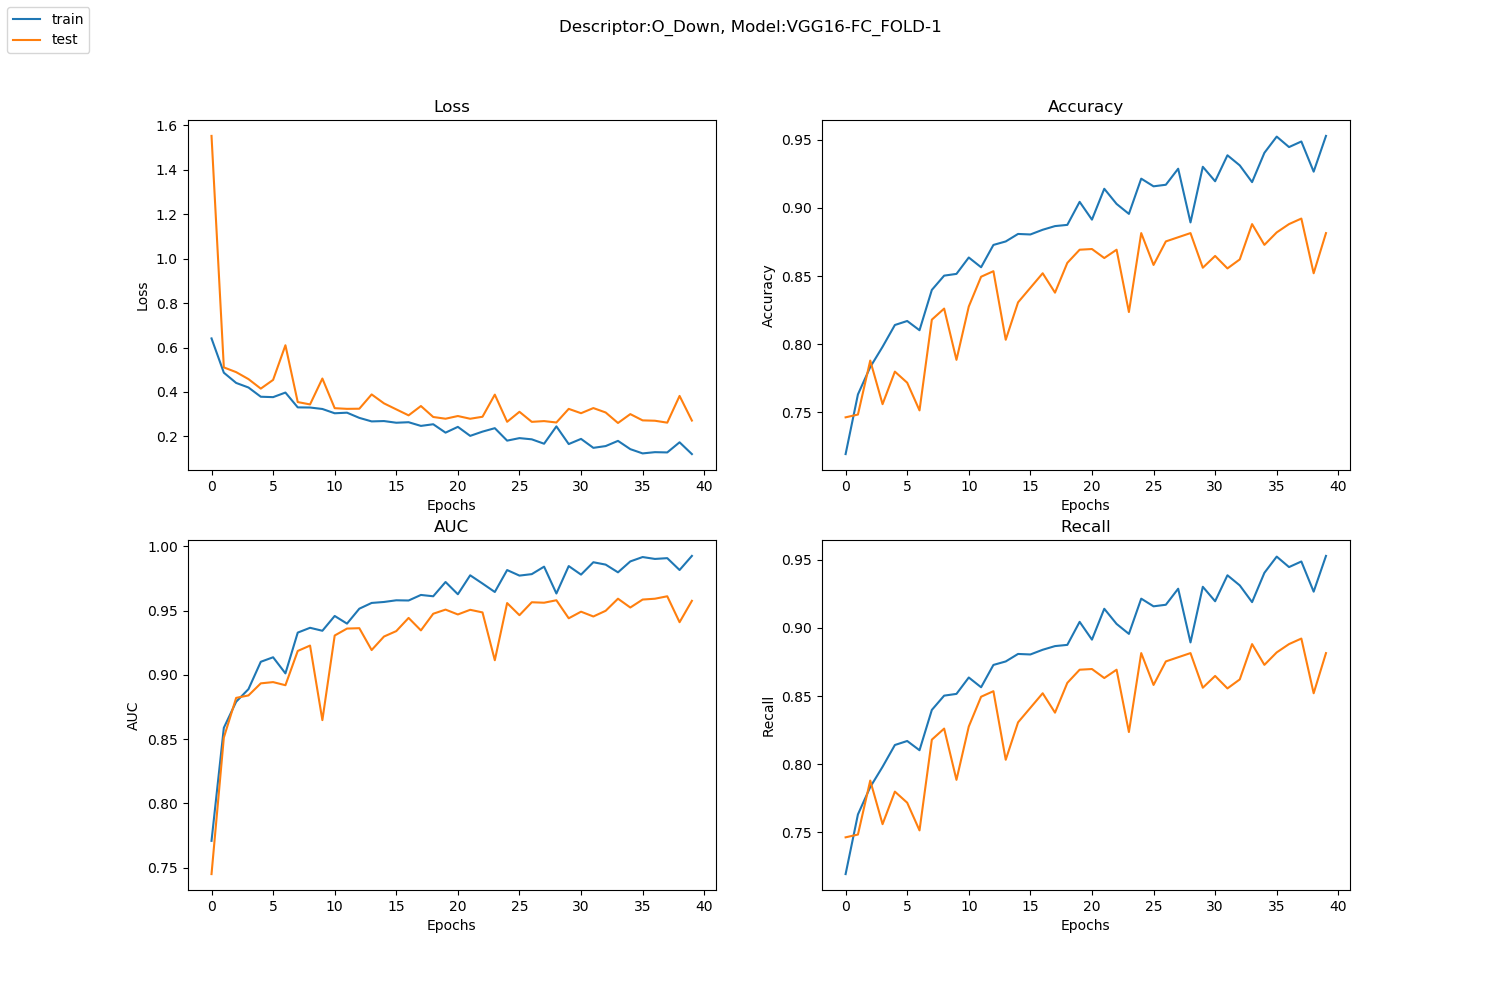 train
test
Descriptor:O_Down, Model:VGG16-FC_FOLD-1
Loss
1.6
1.4
1.2
1.0
0.8
0.6
0.4
0.2
Loss
0 5 10 15 20 25 30 35 40
Epochs
Accuracy
0.95
0.90
0.85
0.80
0.75
Accuracy
0 5 10 15 20 25 30 35 40
Epochs
AUC
1.00
0.95
0.90
0.85
0.80
0.75
AUC
0 5 10 15 20 25 30 35 40
Epochs
Recall
0.95
0.90
0.85
0.80
0.75
Recall
0 5 10 15 20 25 30 35 40
Epochs